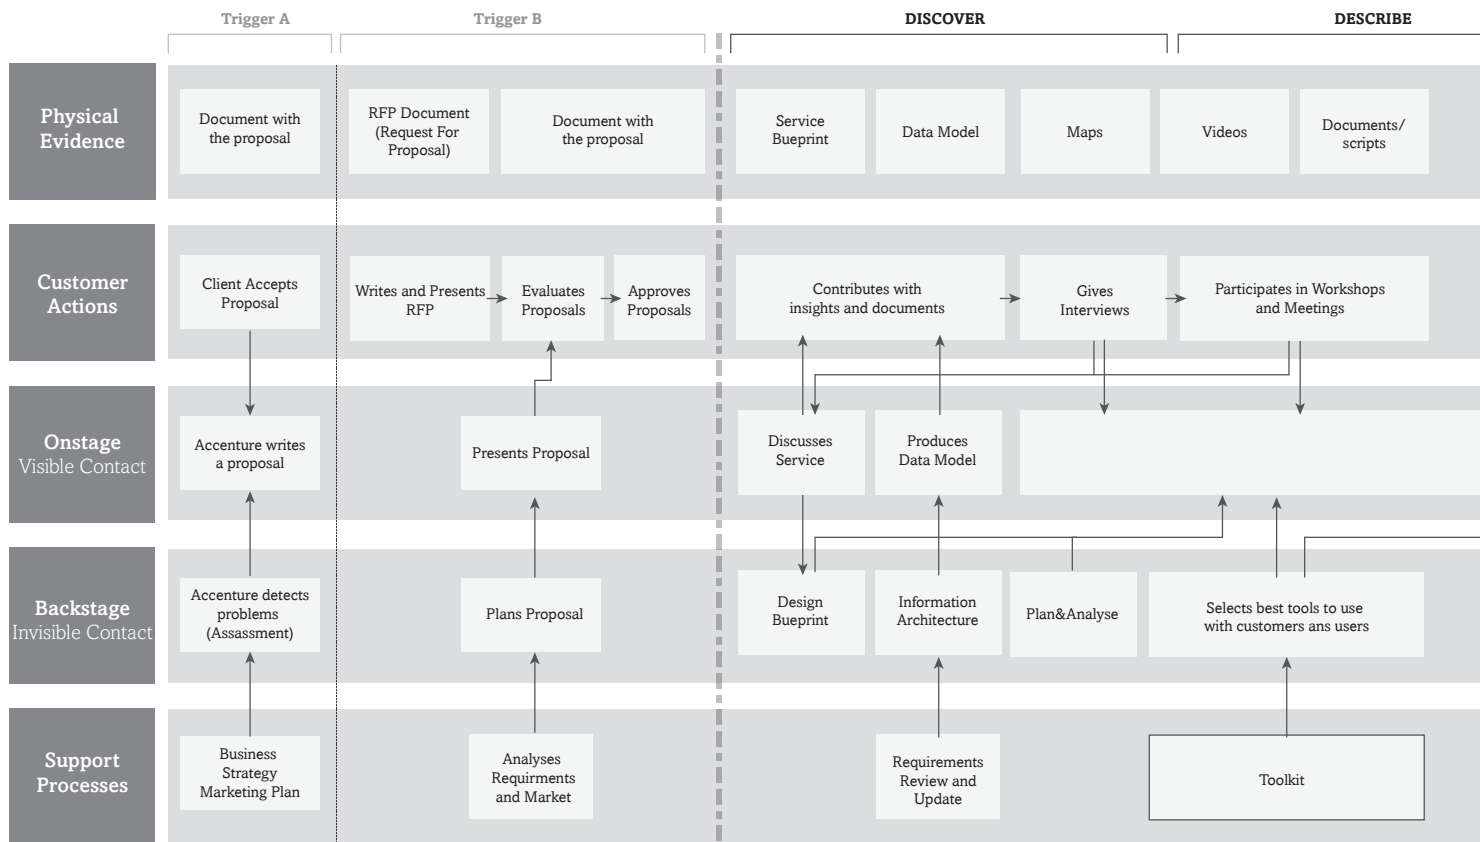 Trigger A
Trigger B
DISCOVER
DESCRIBE
Physical
Evidence
Document with
the proposal
RFP Document
(Request For
Proposal)
Document with
the proposal
Service
Bueprint
Data Model
Maps
Videos
Documents/
scripts
Customer
Actions
Client Accepts
Proposal
Writes and Presents
RFP
Evaluates
Proposals
Approves
Proposals
Contributes with
insights and documents
Gives
Interviews
Participates in Workshops
and Meetings
Onstage
Visible Contact
Accenture writes
a proposal
Presents Proposal
Discusses
Service
Produces
Data Model
Backstage
Invisible Contact
Accenture detects
problems
(Assassment)
Plans Proposal
Design
Bueprint
Information
Architecture
Plan&Analyse
Selects best tools to use
with customers ans users
Support
Processes
Business
Strategy
Marketing Plan
Analyses
Requirments
and Market
Requirements
Review and
Update
Toolkit